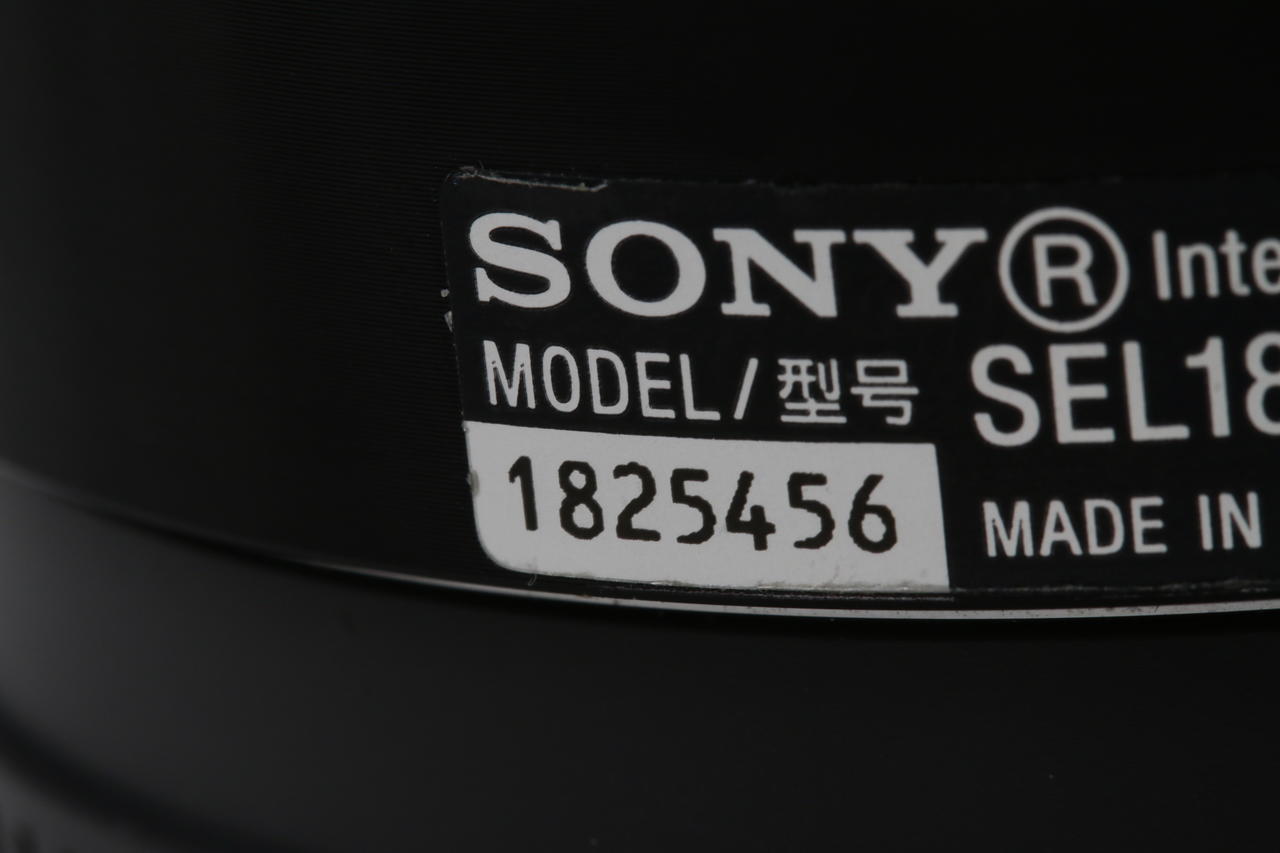 SONY® Inte
MODEL/型号 SEL18
1825456 MADE IN